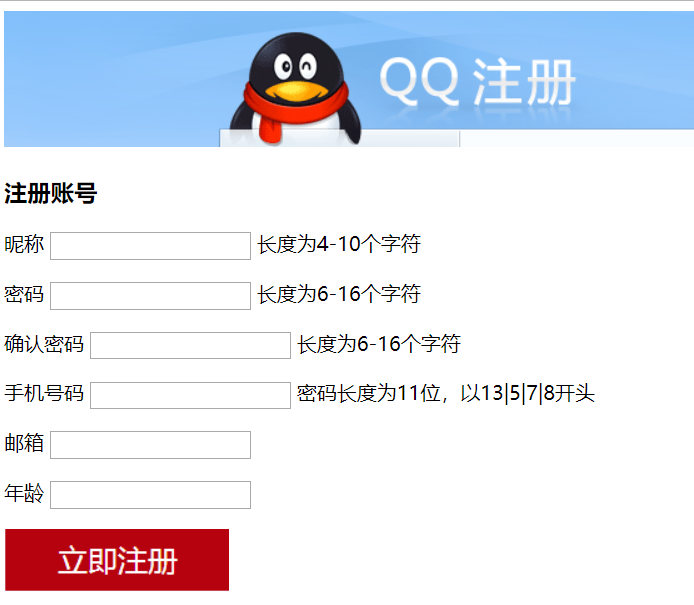 QQ 注册
注册账号
昵称 长度为4-10个字符
密码 长度为6-16个字符
确认密码 长度为6-16个字符
手机号码 密码长度为11位，以13|5|7|8开头
邮箱
年龄
立即注册